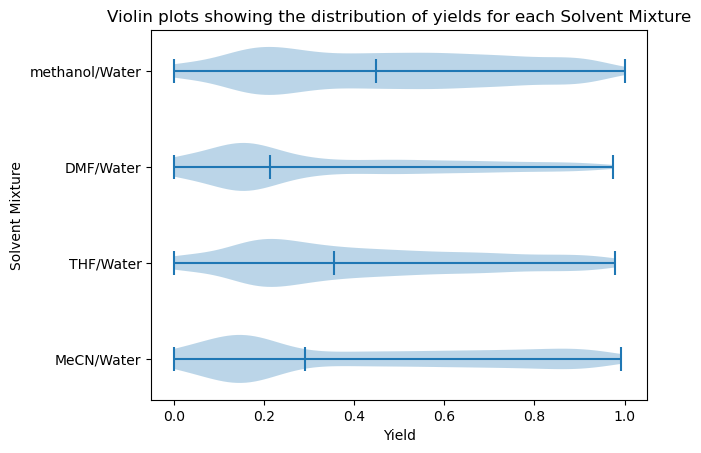 Violin plots showing the distribution of yields for each Solvent Mixture
Solvent Mixture
methanol/Water
DMF/Water
THF/Water
MeCN/Water
0.0 0.2 0.4 0.6 0.8 1.0
Yield